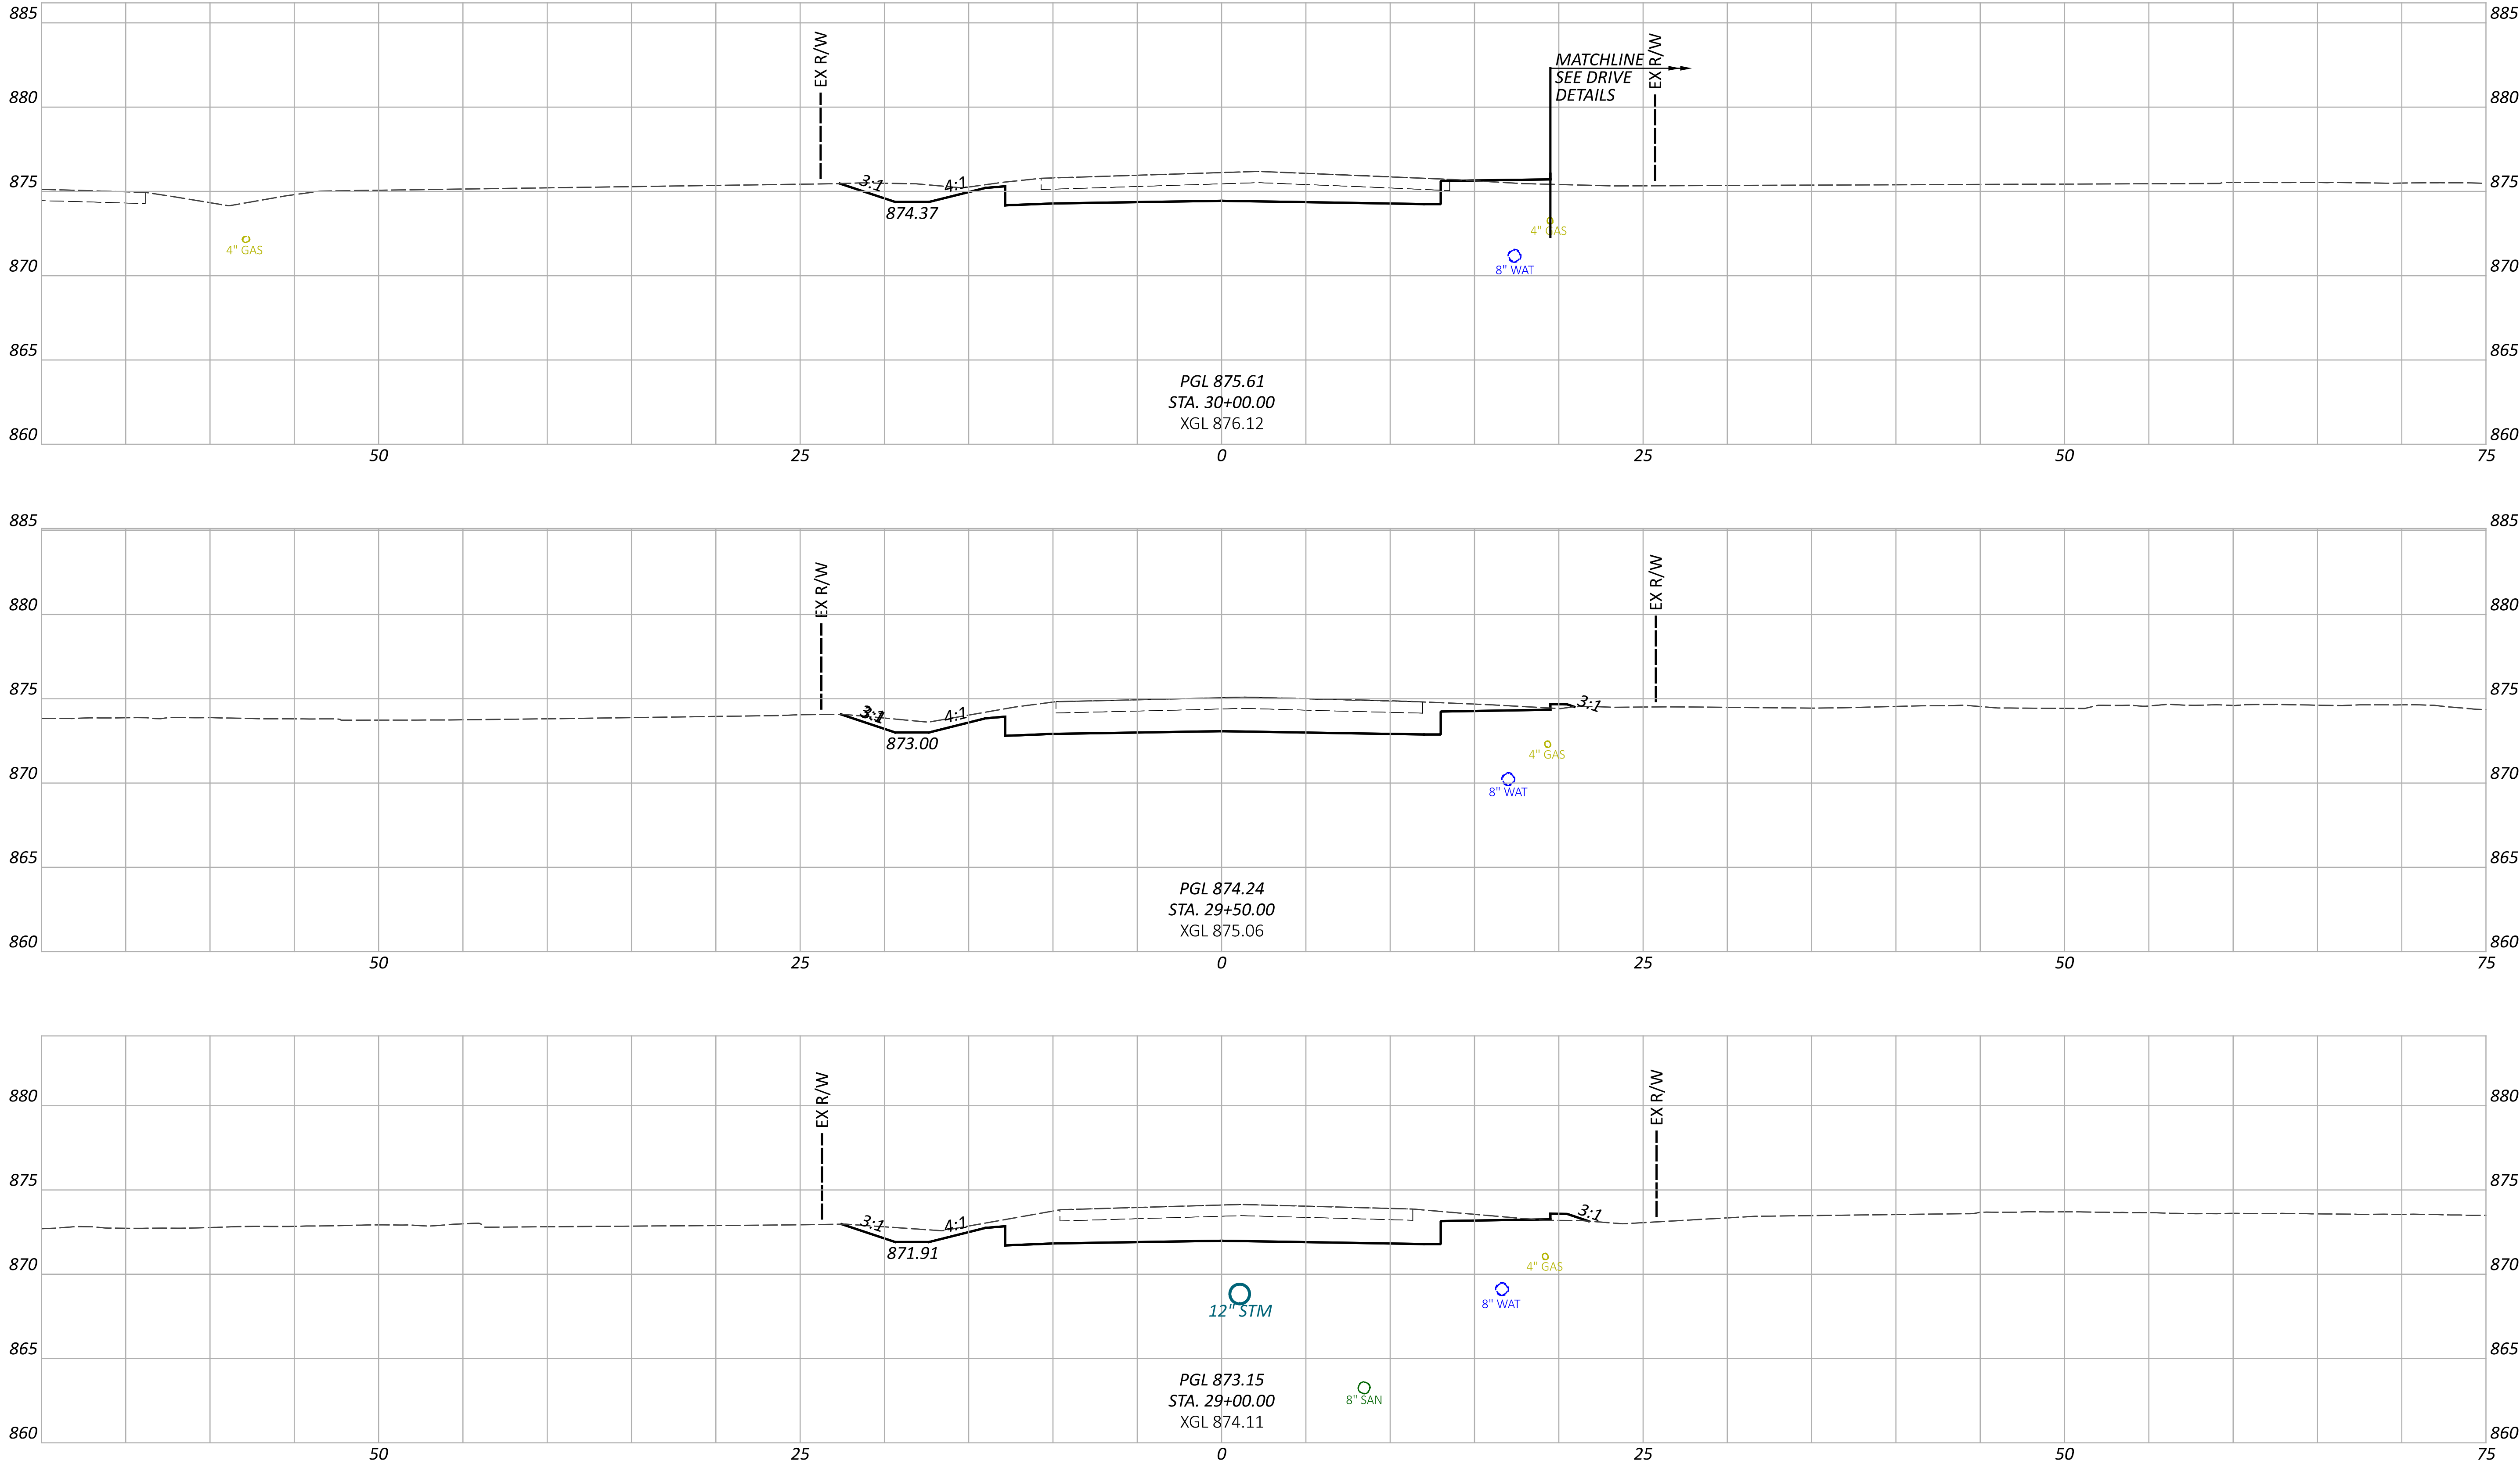 885 885
EX R/W EX R/W
MATCHLINE
SEE DRIVE
DETAILS
880 880
875 3:1 4:1 875
874.37
4" GAS 4" GAS
870 8" WAT 870
865 865
PGL 875.61
STA. 30+00.00
XGL 876.12
860 860
50 25 0 25 50 75
885 885
EX R/W EX R/W
880 880
875 875
3:1 3:1 4:1 3:1
873.00
4" GAS
870 870
8" WAT
865 865
PGL 874.24
STA. 29+50.00
XGL 875.06
860 860
50 25 0 25 50 75
880 EX R/W EX R/W 880
875 875
3:1 4:1 3:1
871.91
870 4" GAS 870
12" STM 8" WAT
865 865
PGL 873.15
STA. 29+00.00 8" SAN
XGL 874.11
860 860
50 25 0 25 50 75